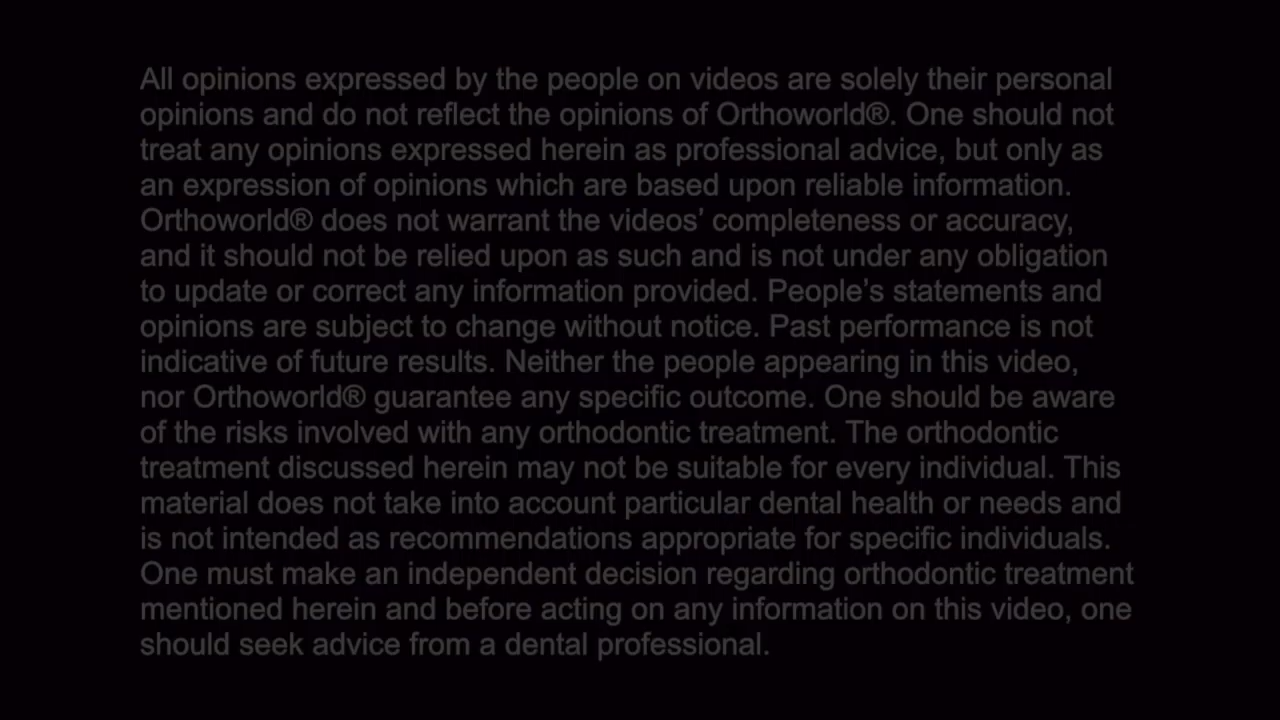 All opinions expressed by the people on videos are solely their personal
opinions and do not reflect the opinions of Orthoworld®. One should not
treat any opinions expressed herein as professional advice, but only as
an expression of opinions which are based upon reliable information.
Orthoworld® does not warrant the videos’ completeness or accuracy,
and it should not be relied upon as such and is not under any obligation
to update or correct any information provided. People’s statements and
opinions are subject to change without notice. Past performance is not
indicative of future results. Neither the people appearing in this video,
nor Orthoworld® guarantee any specific outcome. One should be aware
of the risks involved with any orthodontic treatment. The orthodontic
treatment discussed herein may not be suitable for every individual. This
material does not take into account particular dental health or needs and
is not intended as recommendations appropriate for specific individuals.
One must make an independent decision regarding orthodontic treatment
mentioned herein and before acting on any information on this video, one
should seek advice from a dental professional.